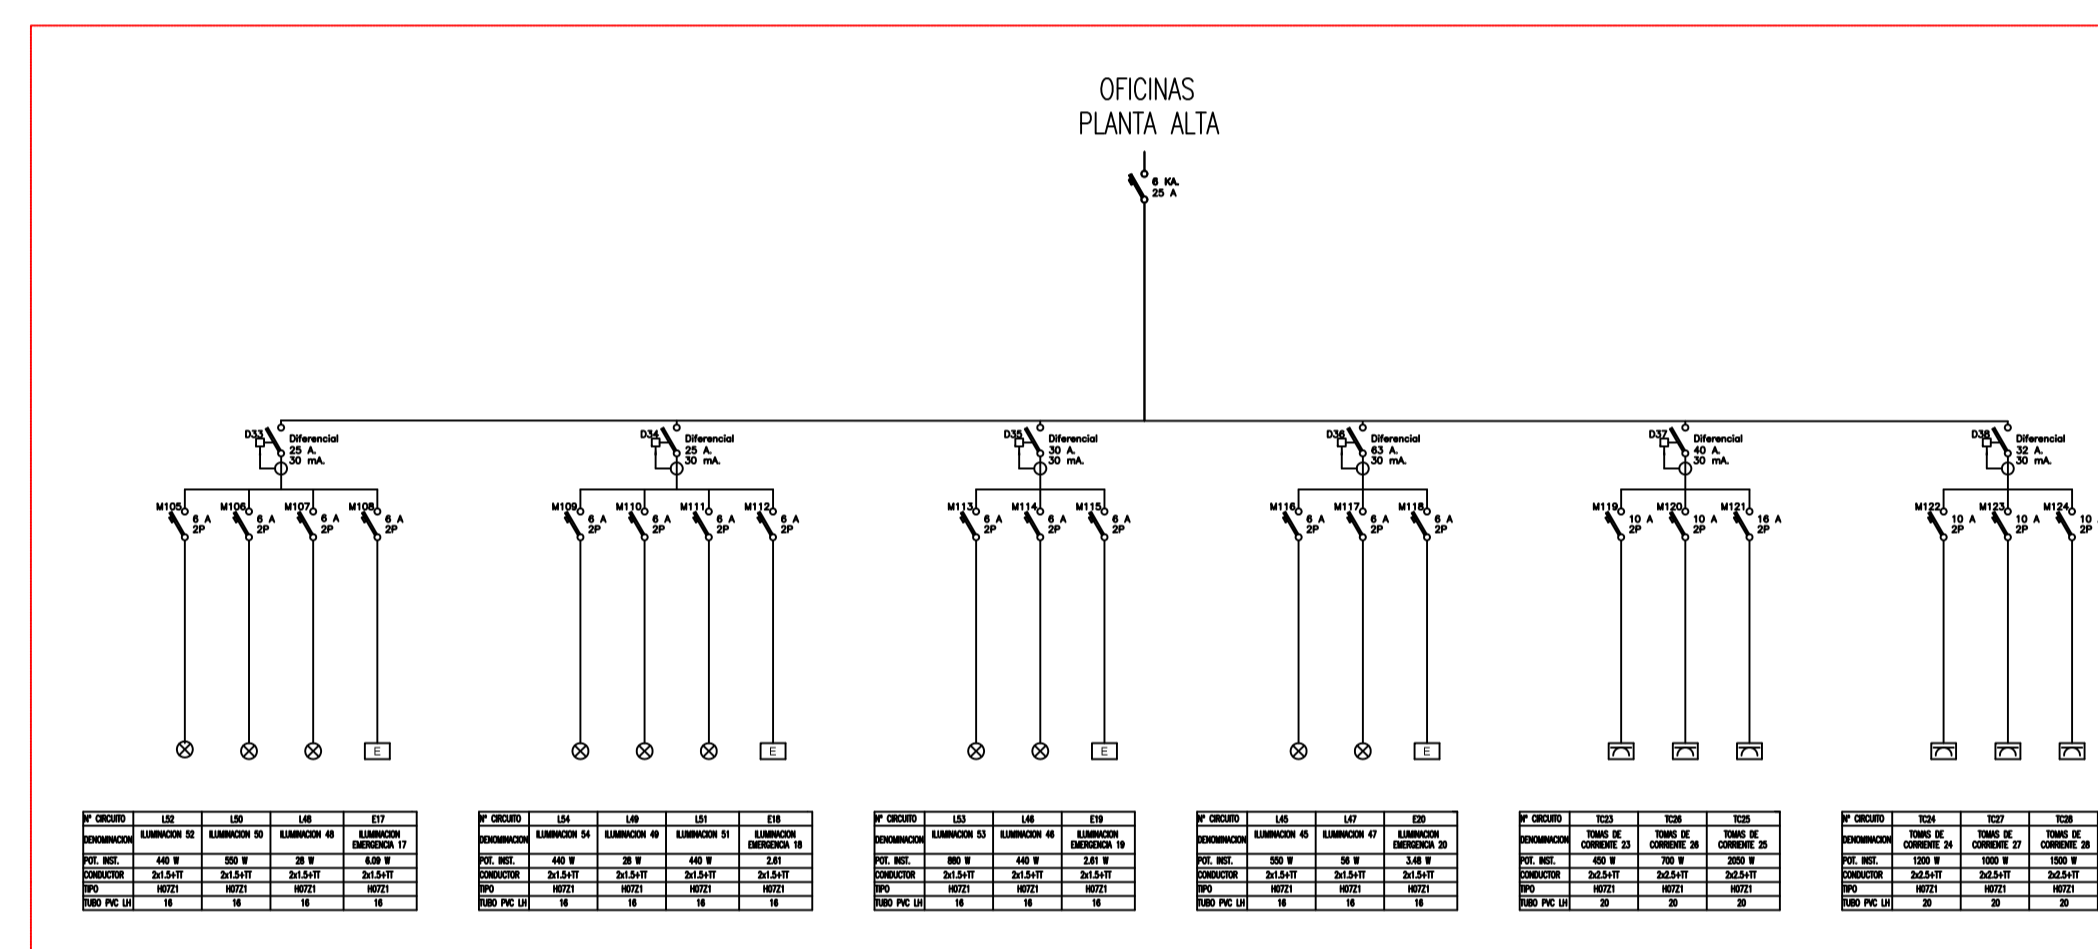 OFICINAS
PLANTA ALTA
6 KA.
25 A
D33
Diferencial
25 A.
30 mA.
D34
Diferencial
25 A.
30 mA.
D35
Diferencial
30 A.
30 mA.
D36
Diferencial
63 A.
30 mA.
D37
Diferencial
40 A.
30 mA.
D38
Diferencial
32 A.
30 mA.
M105
6 A
2P
M106
6 A
2P
M107
6 A
2P
M108
6 A
2P
M109
6 A
2P
M110
6 A
2P
M111
6 A
2P
M112
6 A
2P
M113
6 A
2P
M114
6 A
2P
M115
6 A
2P
M116
6 A
2P
M117
6 A
2P
M118
6 A
2P
M119
10 A
2P
M120
10 A
2P
M121
16 A
2P
M122
10 A
2P
M123
10 A
2P
M124
10
2P
E
E
E
E
Nº CIRCUITO L52 L50 L48 E17
DENOMINACION ILUMINACION 52 ILUMINACION 50 ILUMINACION 48 ILUMINACION EMERGENCIA 17
POT. INST. 440 W 550 W 28 W 6.09 W
CONDUCTOR 2x1.5+TT 2x1.5+TT 2x1.5+TT 2x1.5+TT
TIPO H07Z1 H07Z1 H07Z1 H07Z1
TUBO PVC LH 16 16 16 16
Nº CIRCUITO L54 L49 L51 E18
DENOMINACION ILUMINACION 54 ILUMINACION 49 ILUMINACION 51 ILUMINACION EMERGENCIA 18
POT. INST. 440 W 28 W 440 W 2.61
CONDUCTOR 2x1.5+TT 2x1.5+TT 2x1.5+TT 2x1.5+TT
TIPO H07Z1 H07Z1 H07Z1 H07Z1
TUBO PVC LH 16 16 16 16
Nº CIRCUITO L53 L46 E19
DENOMINACION ILUMINACION 53 ILUMINACION 46 ILUMINACION EMERGENCIA 19
POT. INST. 880 W 440 W 2.61 W
CONDUCTOR 2x1.5+TT 2x1.5+TT 2x1.5+TT
TIPO H07Z1 H07Z1 H07Z1
TUBO PVC LH 16 16 16
Nº CIRCUITO L45 L47 E20
DENOMINACION ILUMINACION 45 ILUMINACION 47 ILUMINACION EMERGENCIA 20
POT. INST. 550 W 56 W 3.48 W
CONDUCTOR 2x1.5+TT 2x1.5+TT 2x1.5+TT
TIPO H07Z1 H07Z1 H07Z1
TUBO PVC LH 16 16 16
Nº CIRCUITO TC23 TC26 TC25
DENOMINACION TOMAS DE CORRIENTE 23 TOMAS DE CORRIENTE 26 TOMAS DE CORRIENTE 25
POT. INST. 450 W 700 W 2050 W
CONDUCTOR 2x2.5+TT 2x2.5+TT 2x2.5+TT
TIPO H07Z1 H07Z1 H07Z1
TUBO PVC LH 20 20 20
Nº CIRCUITO TC24 TC27 TC28
DENOMINACION TOMAS DE CORRIENTE 24 TOMAS DE CORRIENTE 27 TOMAS DE CORRIENTE 28
POT. INST. 1200 W 1000 W 1500 W
CONDUCTOR 2x2.5+TT 2x2.5+TT 2x2.5+TT
TIPO H07Z1 H07Z1 H07Z1
TUBO PVC LH 20 20 20